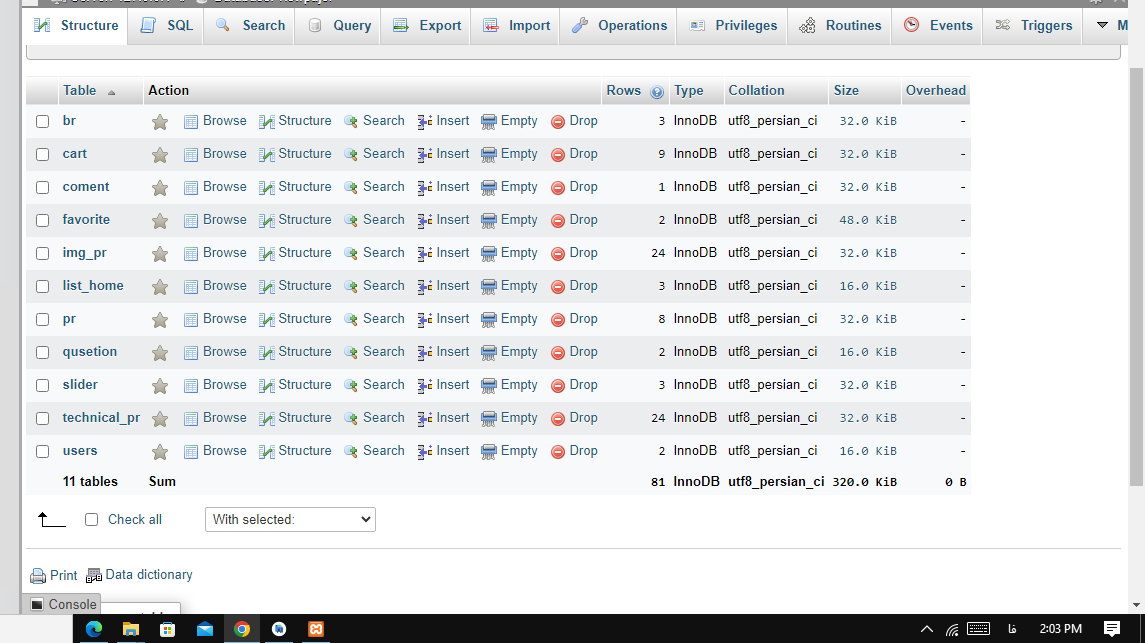 Structure SQL Search Query Export Import Operations Privileges Routines Events Triggers M
Table Action Rows Type Collation Size Overhead
br Browse Structure Search Insert Empty Drop 3 InnoDB utf8_persian_ci 32.0 KiB -
cart Browse Structure Search Insert Empty Drop 9 InnoDB utf8_persian_ci 32.0 KiB -
coment Browse Structure Search Insert Empty Drop 1 InnoDB utf8_persian_ci 32.0 KiB -
favorite Browse Structure Search Insert Empty Drop 2 InnoDB utf8_persian_ci 48.0 KiB -
img_pr Browse Structure Search Insert Empty Drop 24 InnoDB utf8_persian_ci 32.0 KiB -
list_home Browse Structure Search Insert Empty Drop 3 InnoDB utf8_persian_ci 16.0 KiB -
pr Browse Structure Search Insert Empty Drop 8 InnoDB utf8_persian_ci 32.0 KiB -
qusetion Browse Structure Search Insert Empty Drop 2 InnoDB utf8_persian_ci 16.0 KiB -
slider Browse Structure Search Insert Empty Drop 3 InnoDB utf8_persian_ci 32.0 KiB -
technical_pr Browse Structure Search Insert Empty Drop 24 InnoDB utf8_persian_ci 32.0 KiB -
users Browse Structure Search Insert Empty Drop 2 InnoDB utf8_persian_ci 16.0 KiB -
11 tables Sum 81 InnoDB utf8_persian_ci 320.0 KiB 0 B
Check all With selected:
Print Data dictionary
Console
فا 2:03 PM